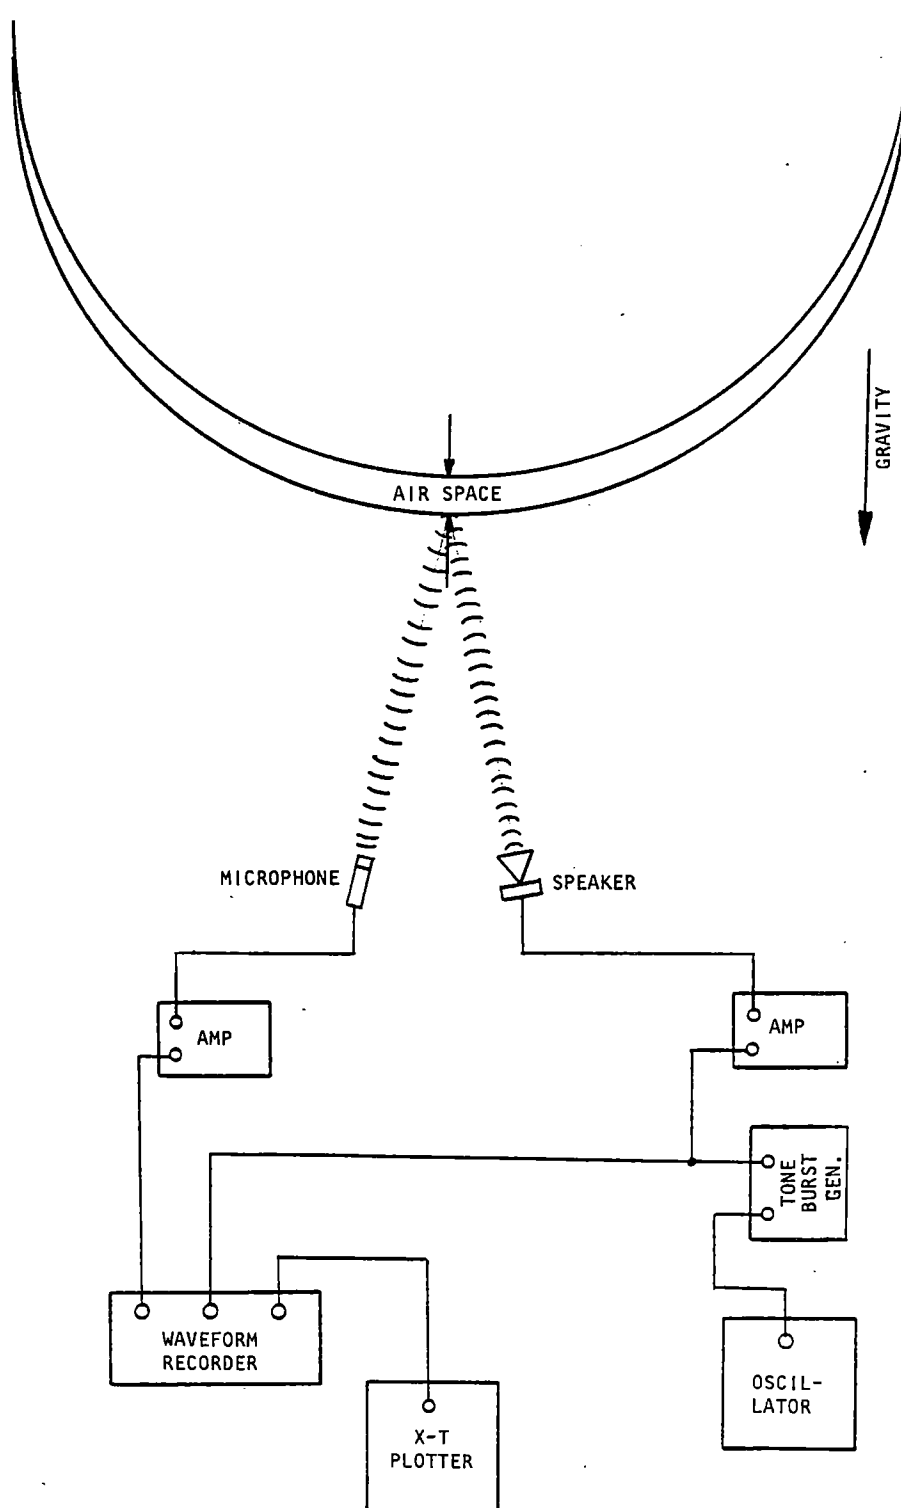 GRAVITY
AIR SPACE
MICROPHONE
SPEAKER
AMP
AMP
TONE
BURST
GEN.
WAVEFORM
RECORDER
OSCIL-
LATOR
X-T
PLOTTER